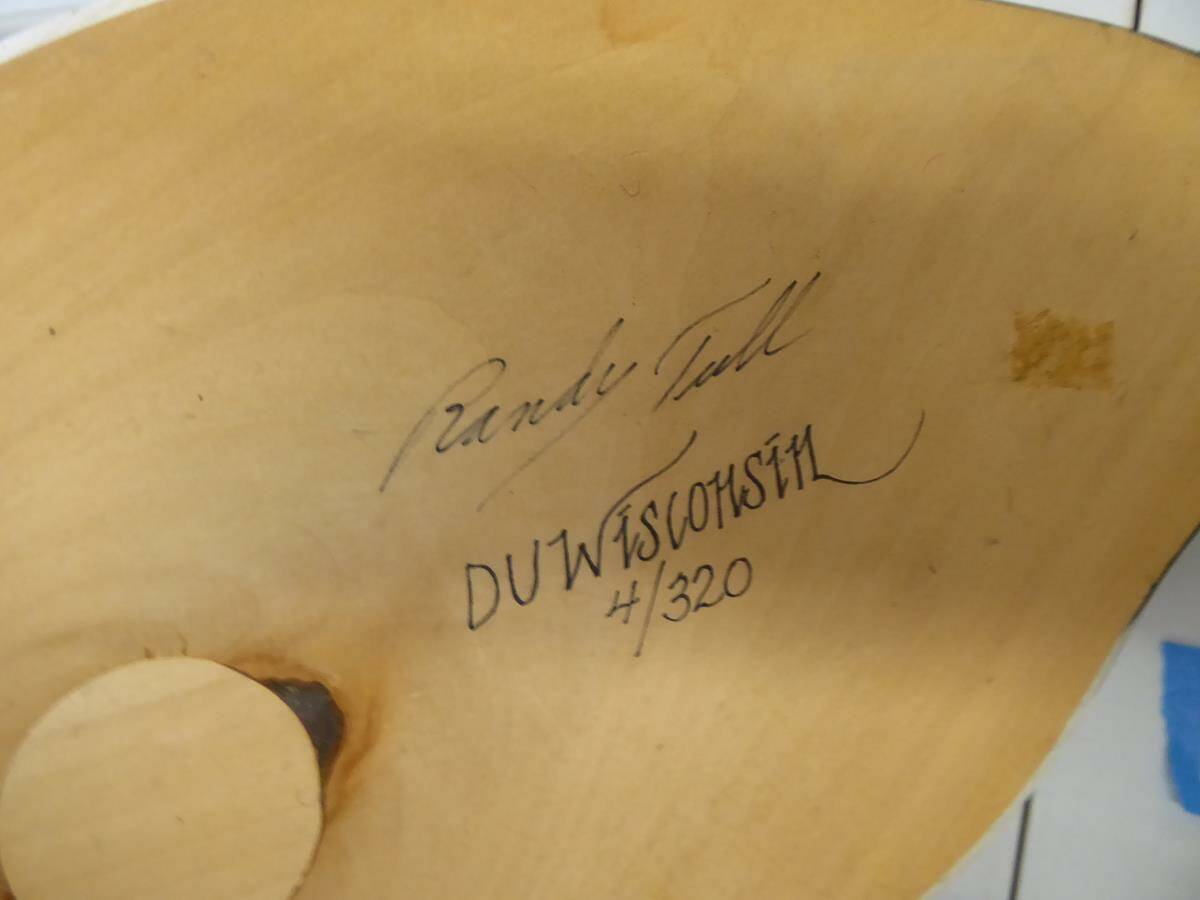 Randy Tull
DU WiSCONSiN
4/320